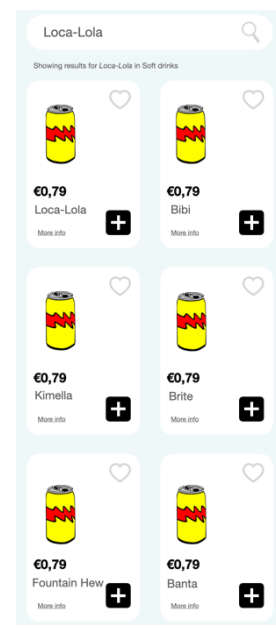 Loca-Lola
Showing results for Loca-Lola in Soft drinks
€0,79
Loca-Lola
More info
€0,79
Bibi
More info
€0,79
Kimella
More info
€0,79
Brite
More info
€0,79
Fountain Hew
More info
€0,79
Banta
More info